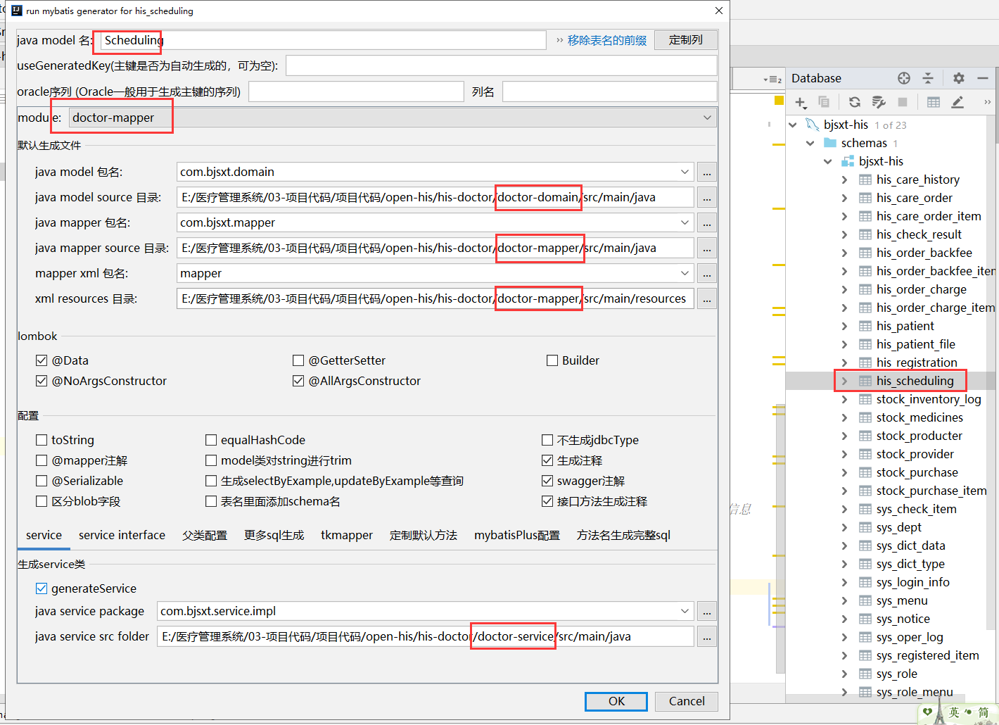 run mybatis generator for his_scheduling
java model 名: Scheduling
移除表名的前缀
定制列
useGeneratedKey(主键是否为自动生成的，可为空):
oracle序列 (Oracle一般用于生成主键的序列)
列名
module: doctor-mapper
默认生成文件
java model 包名: com.bjsxt.domain ...
java model source 目录: E:/医疗管理系统/03-项目代码/项目代码/open-his/his-doctor/doctor-domain/src/main/java ...
java mapper 包名: com.bjsxt.mapper ...
java mapper source 目录: E:/医疗管理系统/03-项目代码/项目代码/open-his/his-doctor/doctor-mapper/src/main/java ...
mapper xml 包名: mapper ...
xml resources 目录: E:/医疗管理系统/03-项目代码/项目代码/open-his/his-doctor/doctor-mapper/src/main/resources ...
lombok
@Data @GetterSetter Builder
@NoArgsConstructor @AllArgsConstructor
配置
toString equalHashCode 不生成jdbcType
@mapper注解 model类对string进行trim 生成注释
@Serializable 生成selectByExample,updateByExample等查询 swagger注解
区分blob字段 表名里面添加schema名 接口方法生成注释
service service interface 父类配置 更多sql生成 tkmapper 定制默认方法 mybatisPlus配置 方法名生成完整sql
生成service类
generateService
java service package com.bjsxt.service.impl ...
java service src folder E:/医疗管理系统/03-项目代码/项目代码/open-his/his-doctor/doctor-service/src/main/java ...
OK Cancel
信息
Database
bjsxt-his 1 of 23
schemas 1
bjsxt-his
his_care_history
his_care_order
his_care_order_item
his_check_result
his_order_backfee
his_order_backfee_iter
his_order_charge
his_order_charge_item
his_patient
his_patient_file
his_registration
his_scheduling
stock_inventory_log
stock_medicines
stock_producter
stock_provider
stock_purchase
stock_purchase_item
sys_check_item
sys_dept
sys_dict_data
sys_dict_type
sys_login_info
sys_menu
sys_notice
sys_oper_log
sys_registered_item
sys_role
sys_role_menu
英 简